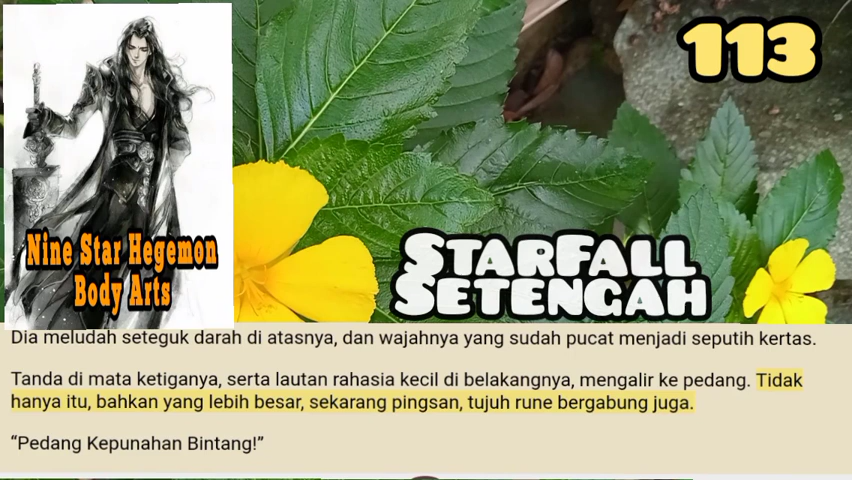 113
Nine Star Hegemon
Body Arts
StarFall
Setengah
Dia meludah seteguk darah di atasnya, dan wajahnya yang sudah pucat menjadi seputih kertas.
Tanda di mata ketiganya, serta lautan rahasia kecil di belakangnya, mengalir ke pedang. Tidak
hanya itu, bahkan yang lebih besar, sekarang pingsan, tujuh rune bergabung juga.
“Pedang Kepunahan Bintang!”